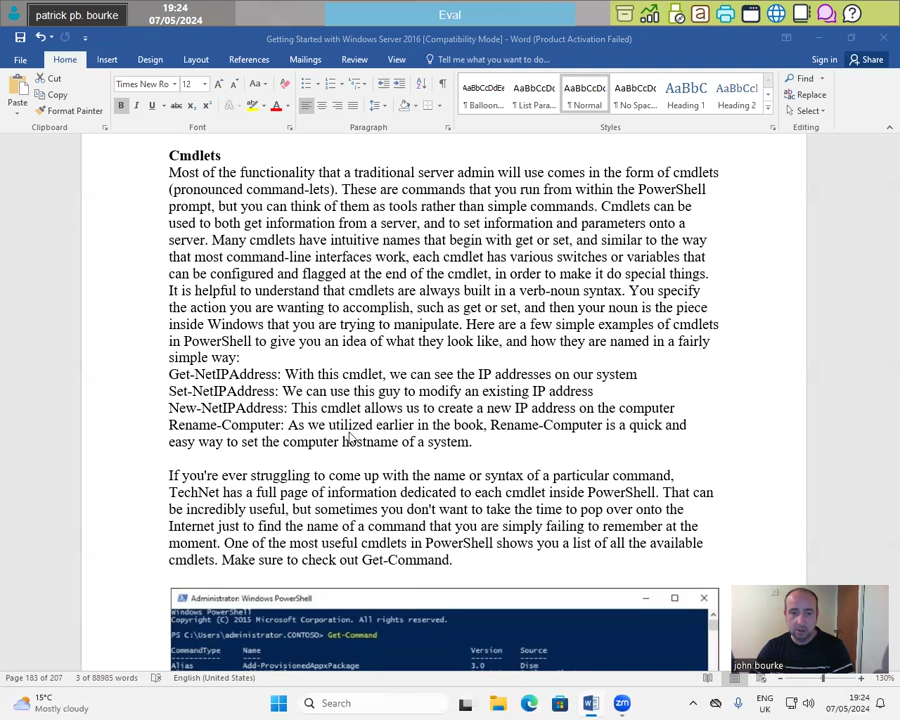 patrick pb. bourke
19:24
07/05/2024
Eval
Getting Started with Windows Server 2016 [Compatibility Mode] - Word (Product Activation Failed)
File Home Insert Design Layout References Mailings Review View Tell me what you want to do... Sign in Share
Paste
Cut
Copy
Format Painter
Clipboard
Times New Ro 12
Font
Paragraph
AaBbCcDdEe AaBbCcDc AaBbCcDc AaBbCcDc AaBbC AaBbCcl
¶ Balloon... ¶ List Para... ¶ Normal ¶ No Spac... Heading 1 Heading 2
Styles
Find
Replace
Select
Editing
Cmdlets
Most of the functionality that a traditional server admin will use comes in the form of cmdlets
(pronounced command-lets). These are commands that you run from within the PowerShell
prompt, but you can think of them as tools rather than simple commands. Cmdlets can be
used to both get information from a server, and to set information and parameters onto a
server. Many cmdlets have intuitive names that begin with get or set, and similar to the way
that most command-line interfaces work, each cmdlet has various switches or variables that
can be configured and flagged at the end of the cmdlet, in order to make it do special things.
It is helpful to understand that cmdlets are always built in a verb-noun syntax. You specify
the action you are wanting to accomplish, such as get or set, and then your noun is the piece
inside Windows that you are trying to manipulate. Here are a few simple examples of cmdlets
in PowerShell to give you an idea of what they look like, and how they are named in a fairly
simple way:
Get-NetIPAddress: With this cmdlet, we can see the IP addresses on our system
Set-NetIPAddress: We can use this guy to modify an existing IP address
New-NetIPAddress: This cmdlet allows us to create a new IP address on the computer
Rename-Computer: As we utilized earlier in the book, Rename-Computer is a quick and
easy way to set the computer hostname of a system.
If you're ever struggling to come up with the name or syntax of a particular command,
TechNet has a full page of information dedicated to each cmdlet inside PowerShell. That can
be incredibly useful, but sometimes you don't want to take the time to pop over onto the
Internet just to find the name of a command that you are simply failing to remember at the
moment. One of the most useful cmdlets in PowerShell shows you a list of all the available
cmdlets. Make sure to check out Get-Command.
Administrator: Windows PowerShell
Windows PowerShell
Copyright (C) 2015 Microsoft Corporation. All rights reserved.
PS C:\Users\administrator.CONTOSO> Get-Command
CommandType Name Version Source
Alias Add-ProvisionedAppxPackage 3.0 Dism
john bourke
Page 183 of 207 3 of 88985 words English (United States) 130%
15°C
Mostly cloudy
Search
ENG
UK
19:24
07/05/2024